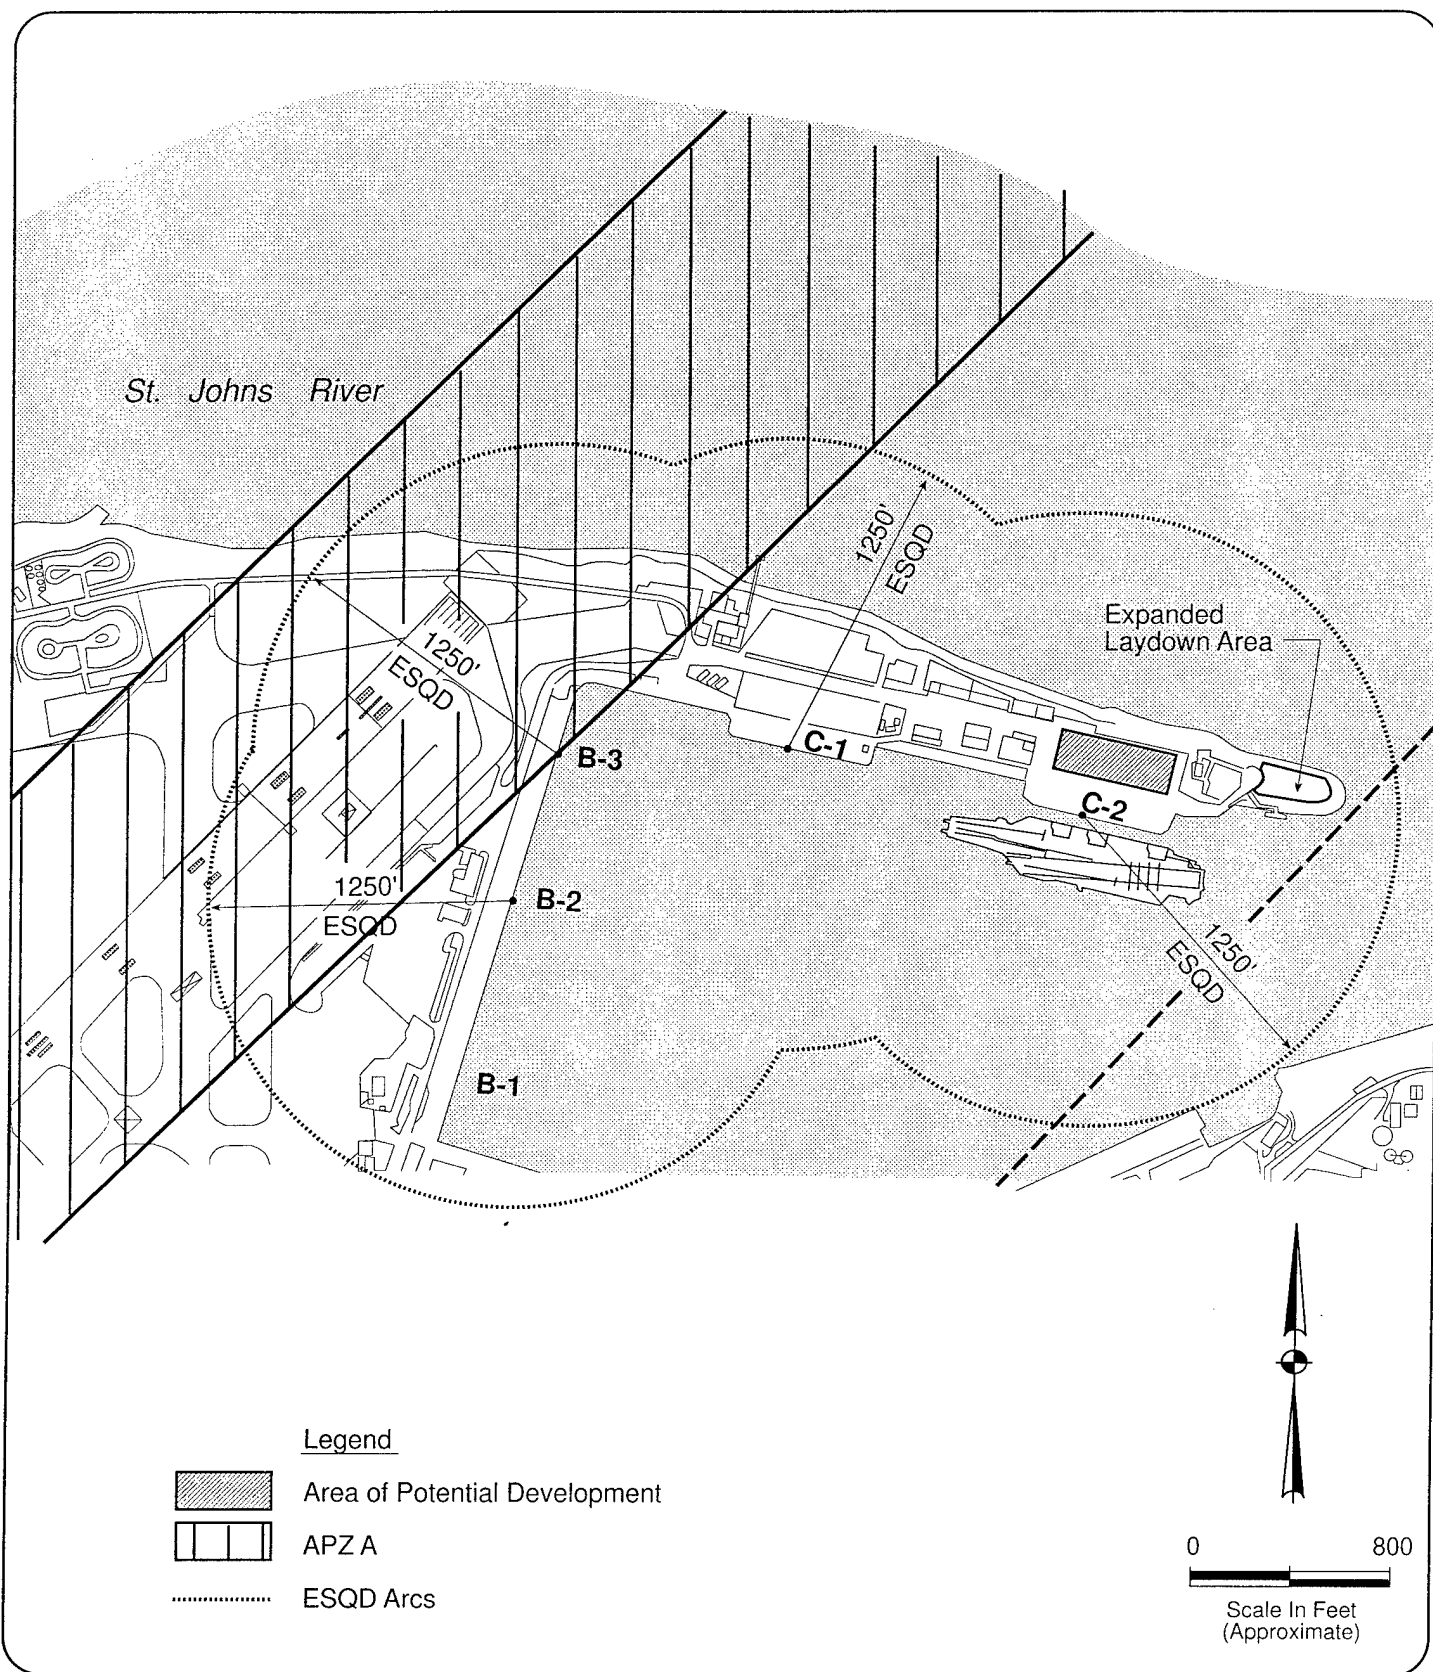 St. Johns River
1250'
ESQD
Expanded
Laydown Area
1250'
ESQD
B-3
C-1
C-2
1250'
ESQD
B-2
1250'
ESQD
B-1
Legend
Area of Potential Development
APZ A
ESQD Arcs
0 800
Scale In Feet
(Approximate)